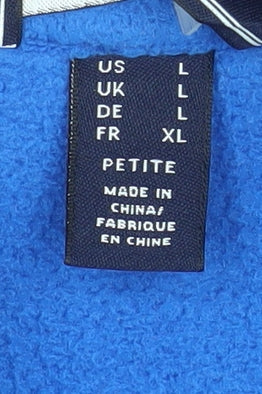 US L
UK L
DE L
FR XL
PETITE
MADE IN
CHINA/
FABRIQUE
EN CHINE